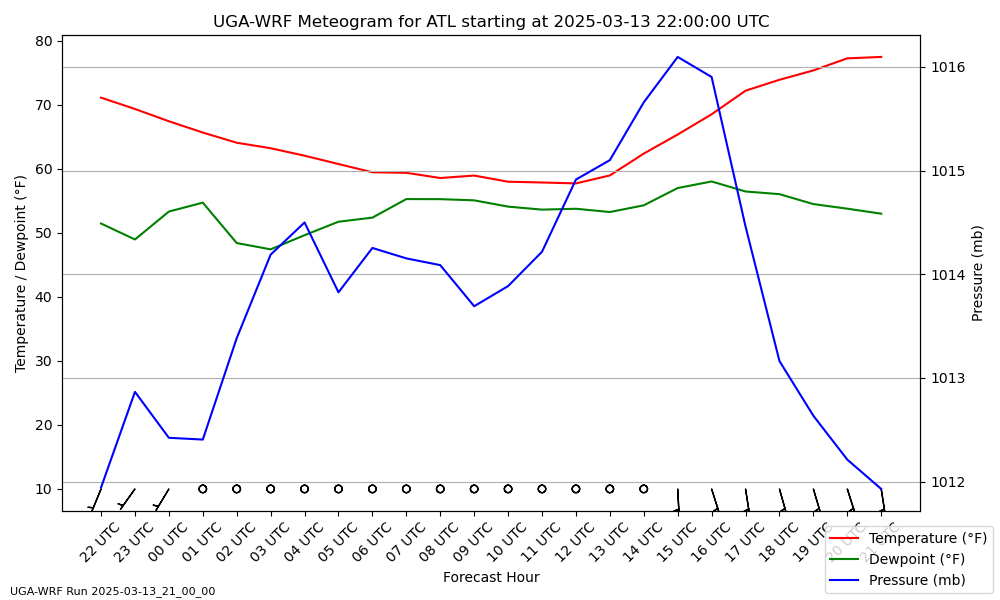 UGA-WRF Meteogram for ATL starting at 2025-03-13 22:00:00 UTC
Temperature / Dewpoint (°F)
80
70
60
50
40
30
20
10
1016
1015
1014
1013
1012
Pressure (mb)
22 UTC
23 UTC
00 UTC
01 UTC
02 UTC
03 UTC
04 UTC
05 UTC
06 UTC
07 UTC
08 UTC
09 UTC
10 UTC
11 UTC
12 UTC
13 UTC
14 UTC
15 UTC
16 UTC
17 UTC
18 UTC
19 UTC
20 UTC
21 UTC
Forecast Hour
Temperature (°F)
Dewpoint (°F)
Pressure (mb)
UGA-WRF Run 2025-03-13_21_00_00